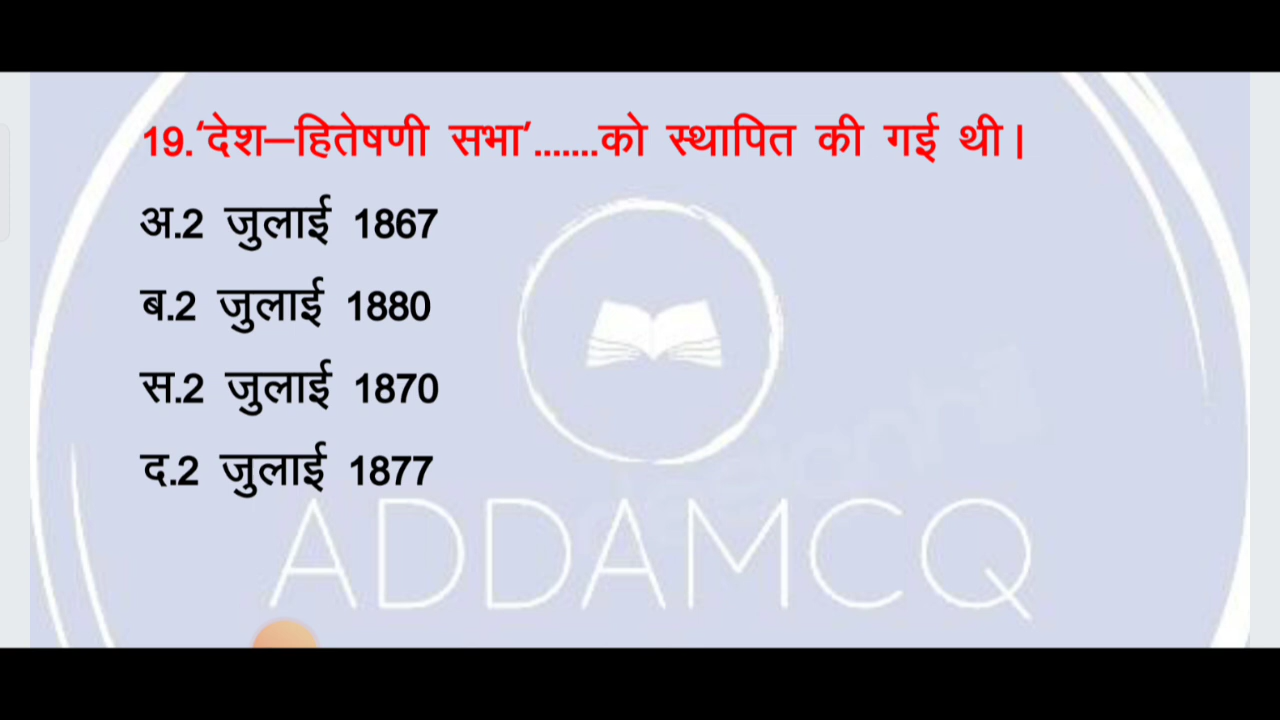 19.‘देश–हितेषणी सभा’.......को स्थापित की गई थी।
अ.2 जुलाई 1867
ब.2 जुलाई 1880
स.2 जुलाई 1870
द.2 जुलाई 1877
ADDAMCQ